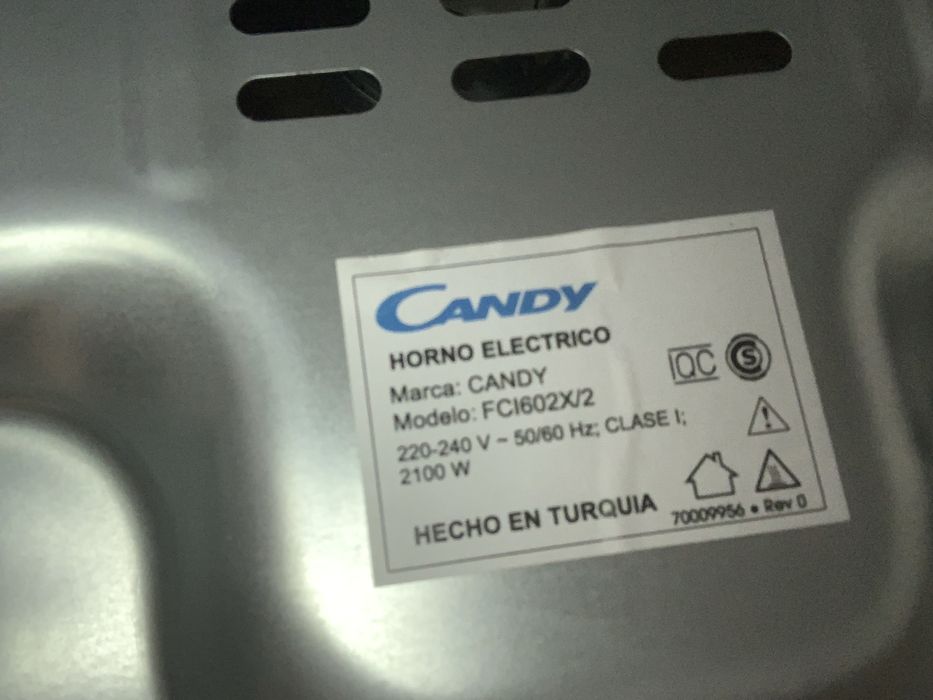 CANDY
HORNO ELECTRICO
Marca: CANDY
Modelo: FCI602X/2
220-240 V ~ 50/60 Hz; CLASE I;
2100 W
HECHO EN TURQUIA
IQC
S
70009956 • Rev 0